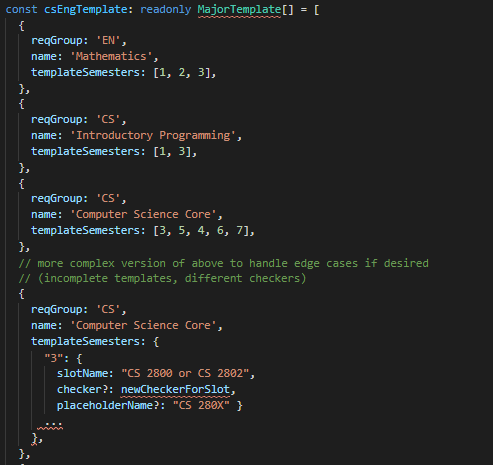 const csEngTemplate: readonly MajorTemplate[] = [
{
reqGroup: 'EN',
name: 'Mathematics',
templateSemesters: [1, 2, 3],
},
{
reqGroup: 'CS',
name: 'Introductory Programming',
templateSemesters: [1, 3],
},
{
reqGroup: 'CS',
name: 'Computer Science Core',
templateSemesters: [3, 5, 4, 6, 7],
},
// more complex version of above to handle edge cases if desired
// (incomplete templates, different checkers)
{
reqGroup: 'CS',
name: 'Computer Science Core',
templateSemesters: {
"3": {
slotName: "CS 2800 or CS 2802",
checker?: newCheckerForSlot,
placeholderName?: "CS 280X" }
...
},
},